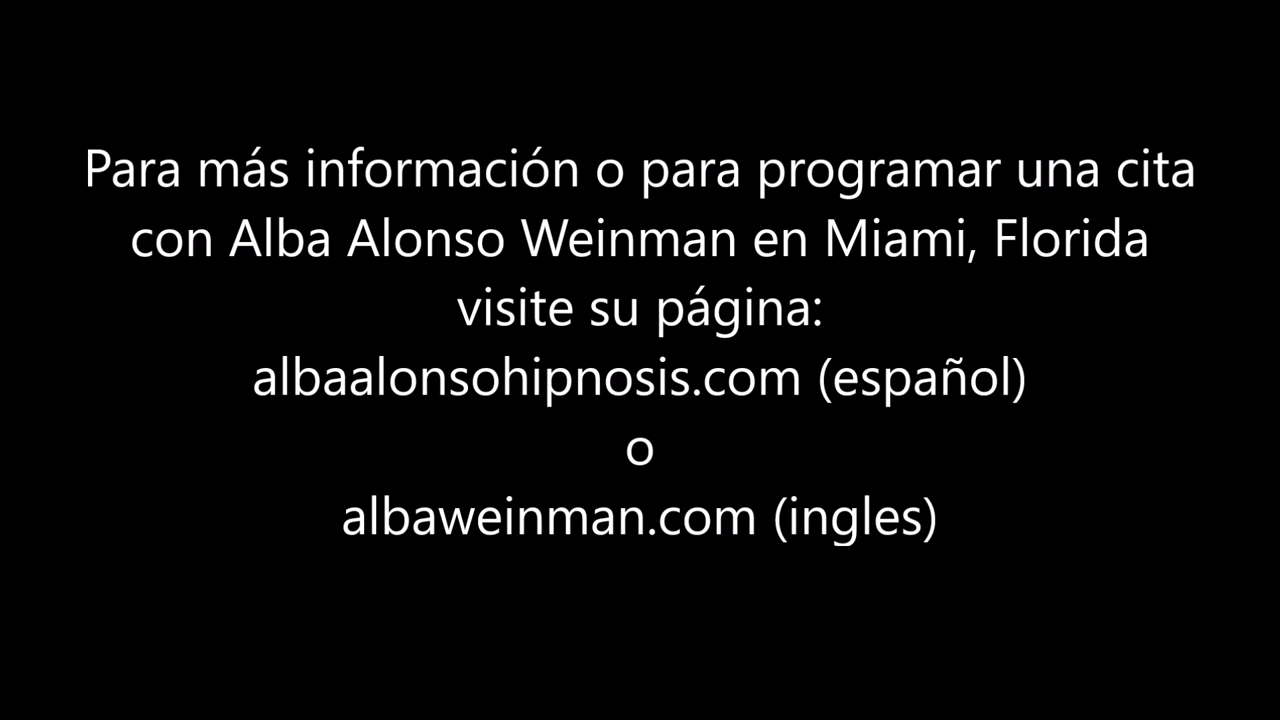 Para más información o para programar una cita
con Alba Alonso Weinman en Miami, Florida
visite su página:
albaalonsohipnosis.com (español)
o
albaweinman.com (ingles)